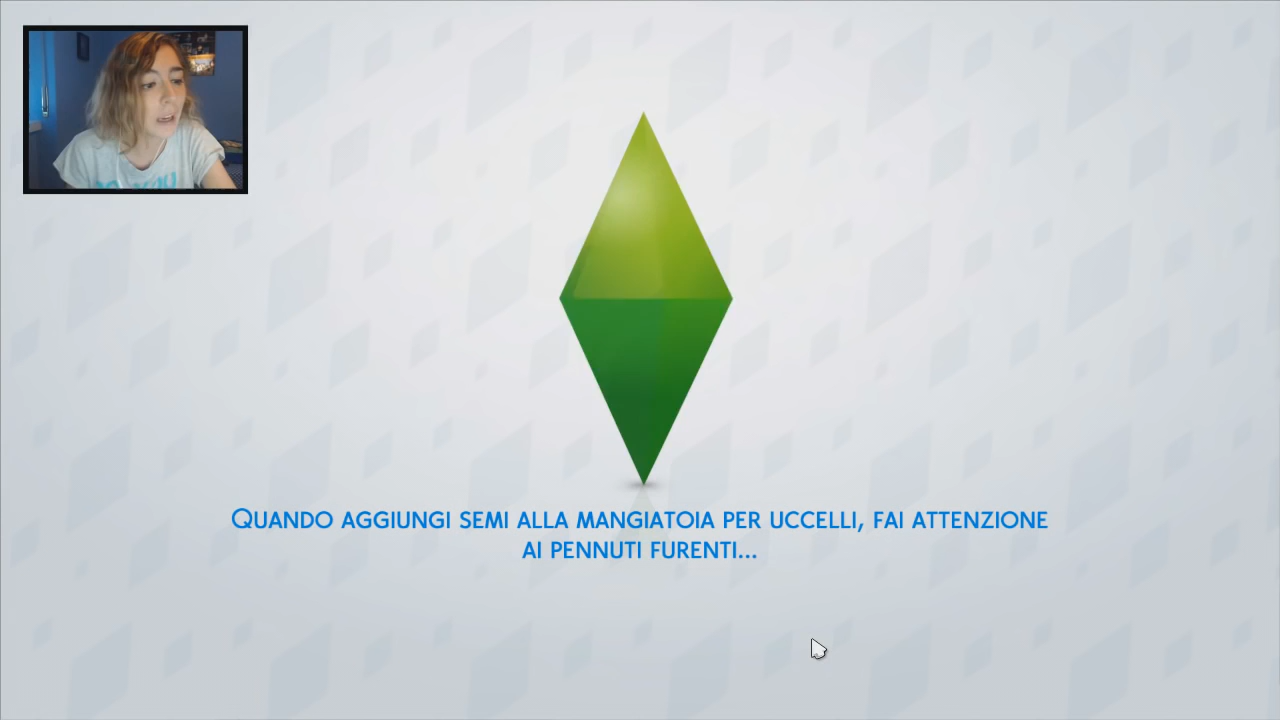 QUANDO AGGIUNGI SEMI ALLA MANGIATOIA PER UCCELLI, FAI ATTENZIONE
AI PENNUTI FURENTI...